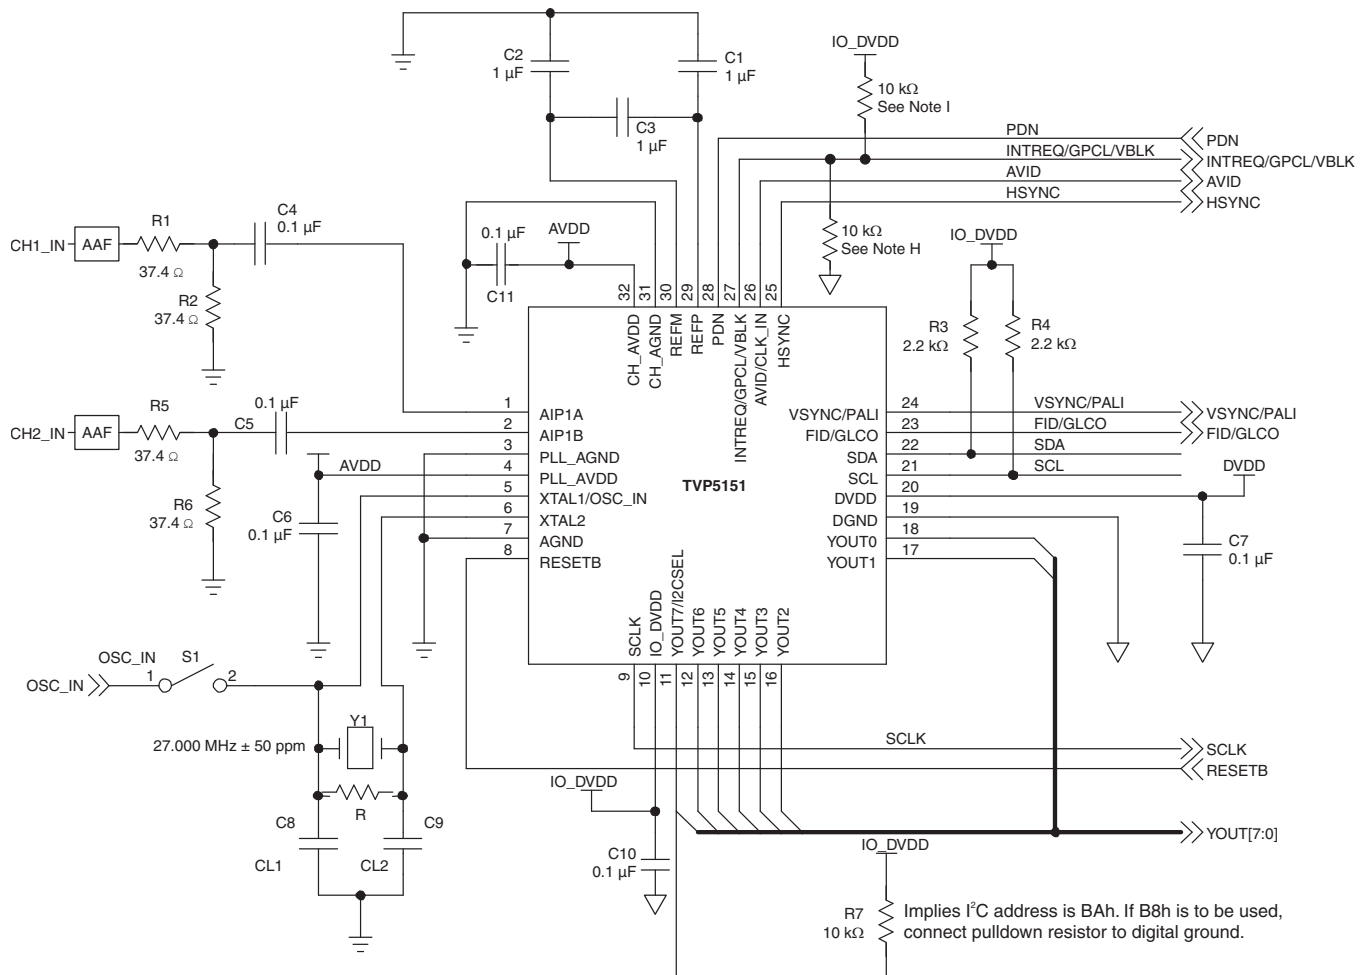 C2
1 µF
C1
1 µF
C3
1 µF
IO_DVDD
10 kΩ
See Note I
PDN
PDN
INTREQ/GPCL/VBLK
INTREQ/GPCL/VBLK
AVID
AVID
HSYNC
HSYNC
10 kΩ
See Note H
IO_DVDD
R3
2.2 kΩ
R4
2.2 kΩ
CH1_IN
AAF
R1
37.4 Ω
R2
37.4 Ω
C4
0.1 µF
0.1 µF
C11
AVDD
32
31
30
29
28
27
26
25
CH_AVDD
CH_AGND
REFM
REFP
PDN
INTREQ/GPCL/VBLK
AVID/CLK_IN
HSYNC
CH2_IN
AAF
R5
37.4 Ω
R6
37.4 Ω
0.1 µF
C5
AVDD
C6
0.1 µF
1
2
3
4
5
6
7
8
AIP1A
AIP1B
PLL_AGND
PLL_AVDD
XTAL1/OSC_IN
XTAL2
AGND
RESETB
TVP5151
VSYNC/PALI
FID/GLCO
SDA
SCL
DVDD
DGND
YOUT0
YOUT1
24
23
22
21
20
19
18
17
VSYNC/PALI
VSYNC/PALI
FID/GLCO
FID/GLCO
SDA
SCL
DVDD
C7
0.1 µF
SCLK
IO_DVDD
YOUT7/I2CSEL
YOUT6
YOUT5
YOUT4
YOUT3
YOUT2
9
10
11
12
13
14
15
16
OSC_IN
OSC_IN
1
S1
2
Y1
27.000 MHz ± 50 ppm
R
C8
CL1
C9
CL2
SCLK
SCLK
RESETB
IO_DVDD
C10
0.1 µF
YOUT[7:0]
IO_DVDD
R7
10 kΩ
Implies I²C address is BAh. If B8h is to be used,
connect pulldown resistor to digital ground.